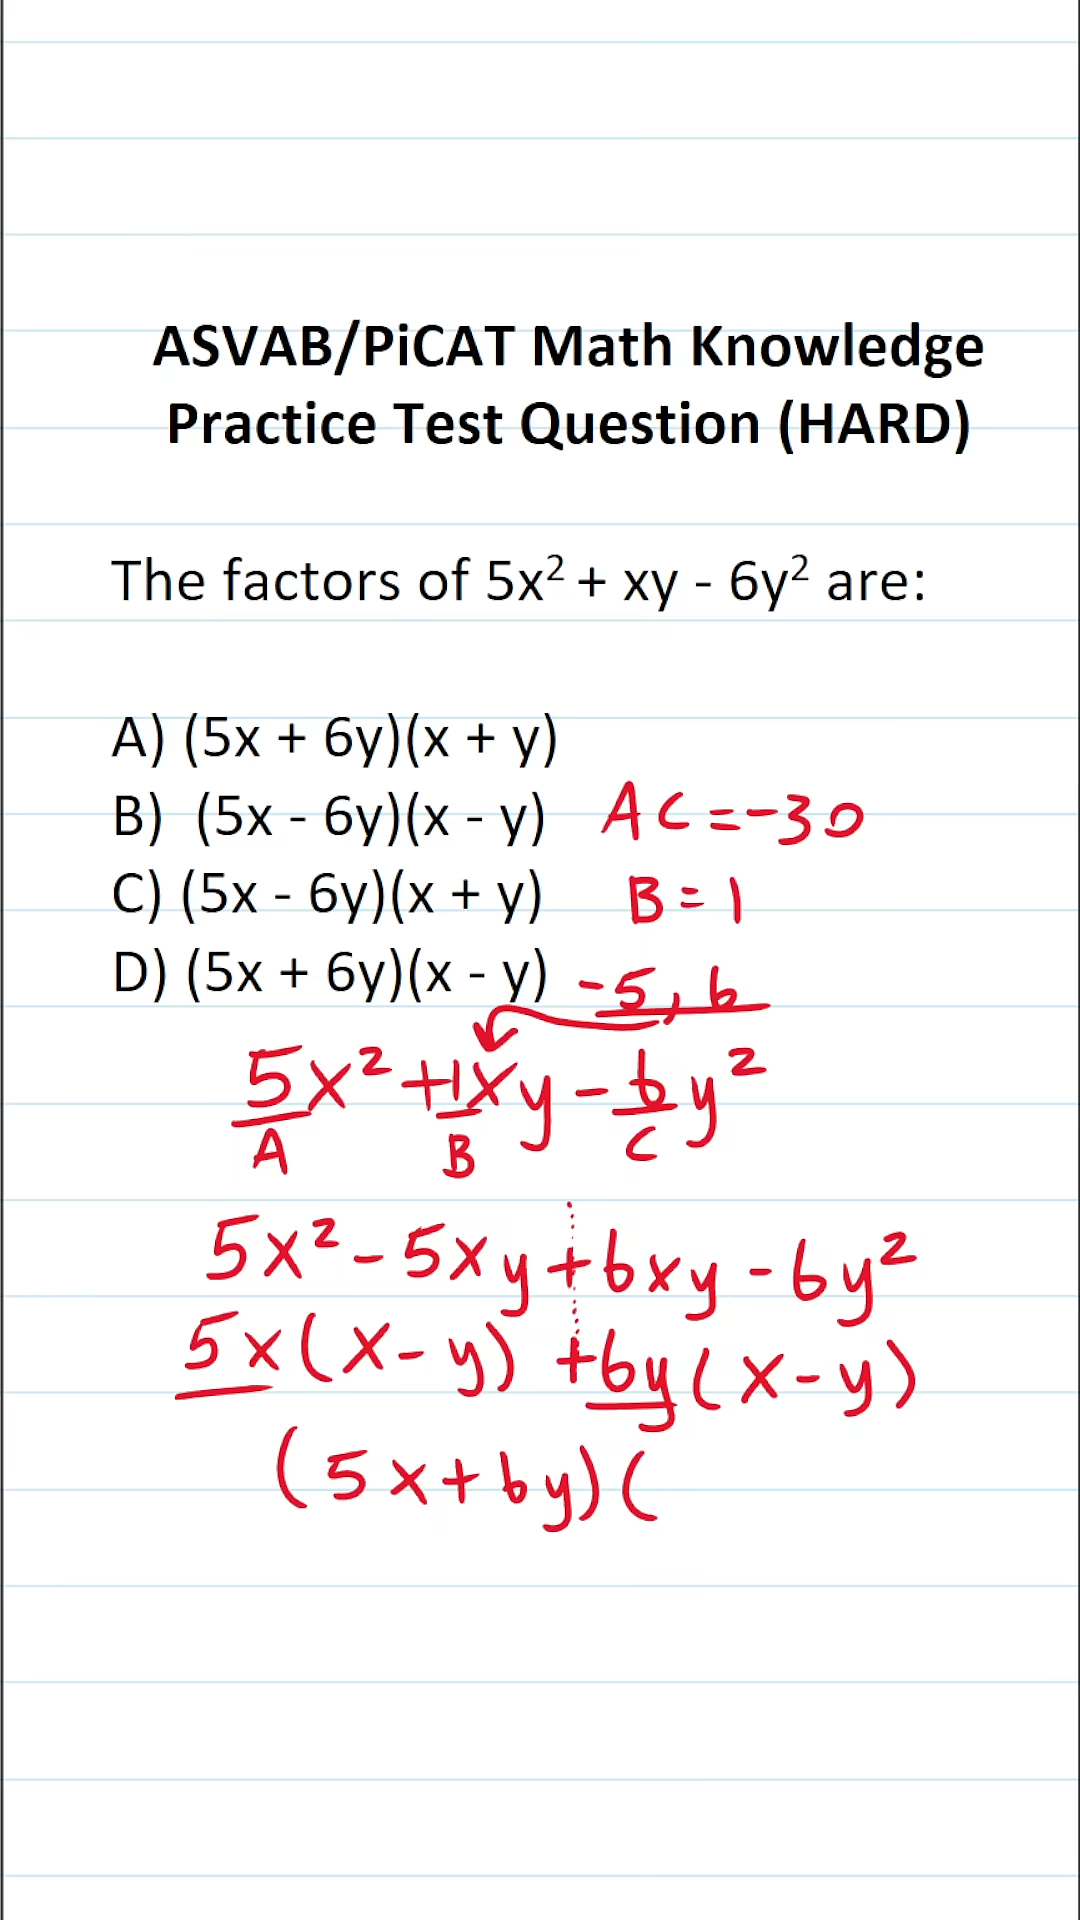 ASVAB/PiCAT Math Knowledge
Practice Test Question (HARD)
The factors of 5x² + xy - 6y² are:
A) (5x + 6y)(x + y)
B) (5x - 6y)(x - y)
AC=-30
C) (5x - 6y)(x + y)
B=1
D) (5x + 6y)(x - y)
-5, 6
5x²+1xy-6y²
A B C
5x²-5xy+6xy-6y²
5x(x-y)+6y(x-y)
(5x+6y)(